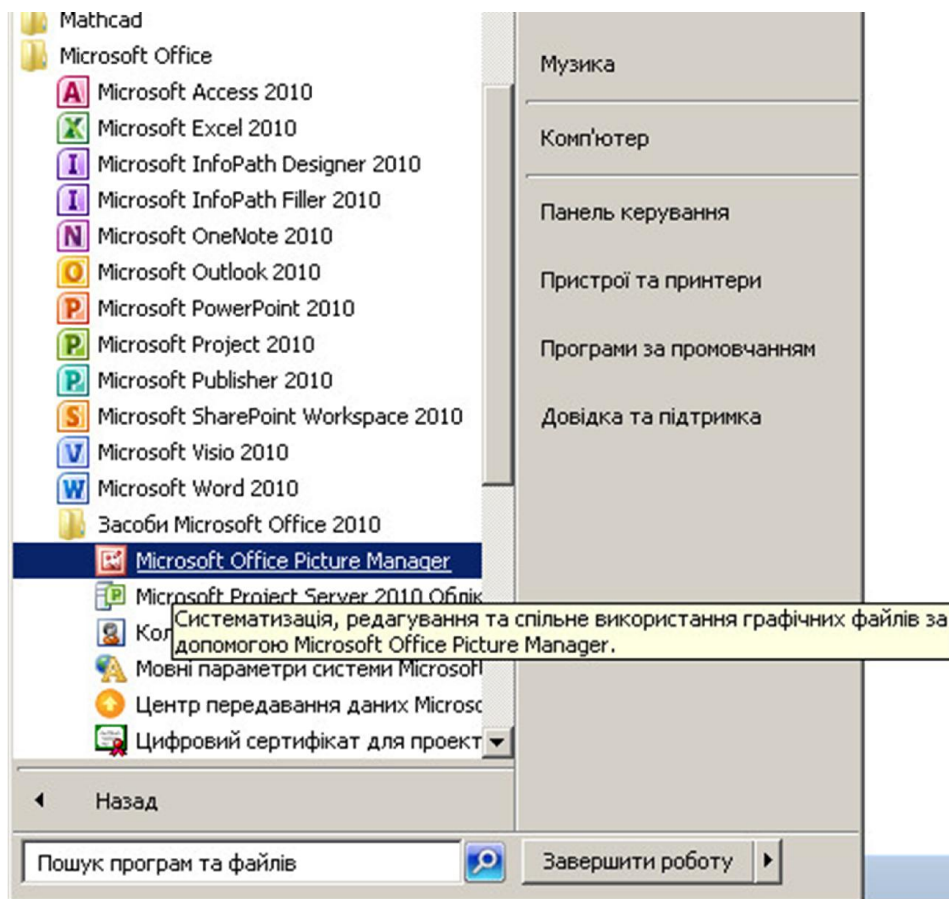 Mathcad
Microsoft Office
Microsoft Access 2010
Microsoft Excel 2010
Microsoft InfoPath Designer 2010
Microsoft InfoPath Filler 2010
Microsoft OneNote 2010
Microsoft Outlook 2010
Microsoft PowerPoint 2010
Microsoft Project 2010
Microsoft Publisher 2010
Microsoft SharePoint Workspace 2010
Microsoft Visio 2010
Microsoft Word 2010
Засоби Microsoft Office 2010
Microsoft Office Picture Manager
Microsoft Project Server 2010 Облік
Систематизація, редагування та спільне використання графічних файлів за
допомогою Microsoft Office Picture Manager.
Кол
Мовні параметри системи Microsoft
Центр передавання даних Microsc
Цифровий сертифікат для проект
Назад
Пошук програм та файлів
Музика
Комп'ютер
Панель керування
Пристрої та принтери
Програми за промовчанням
Довідка та підтримка
Завершити роботу